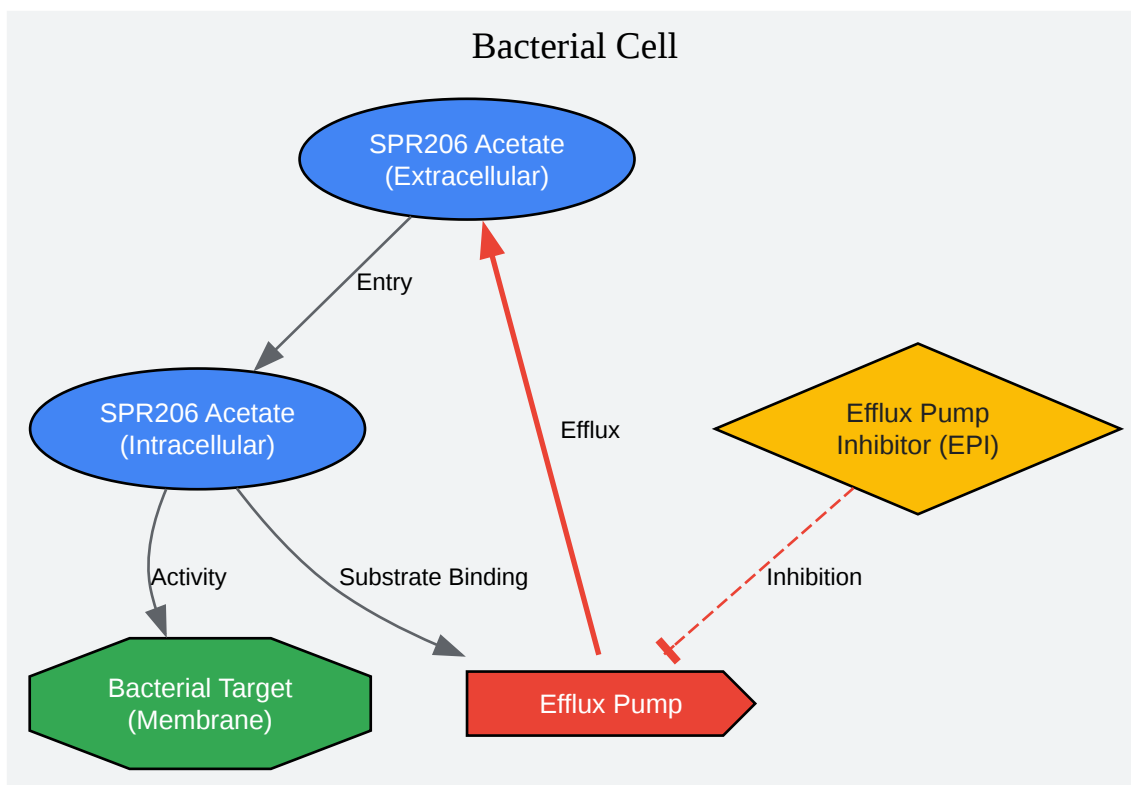 Bacterial Cell
SPR206 Acetate
(Extracellular)
Entry
SPR206 Acetate
(Intracellular)
Efflux
Efflux Pump
Inhibitor (EPI)
Activity
Substrate Binding
Inhibition
Bacterial Target
(Membrane)
Efflux Pump